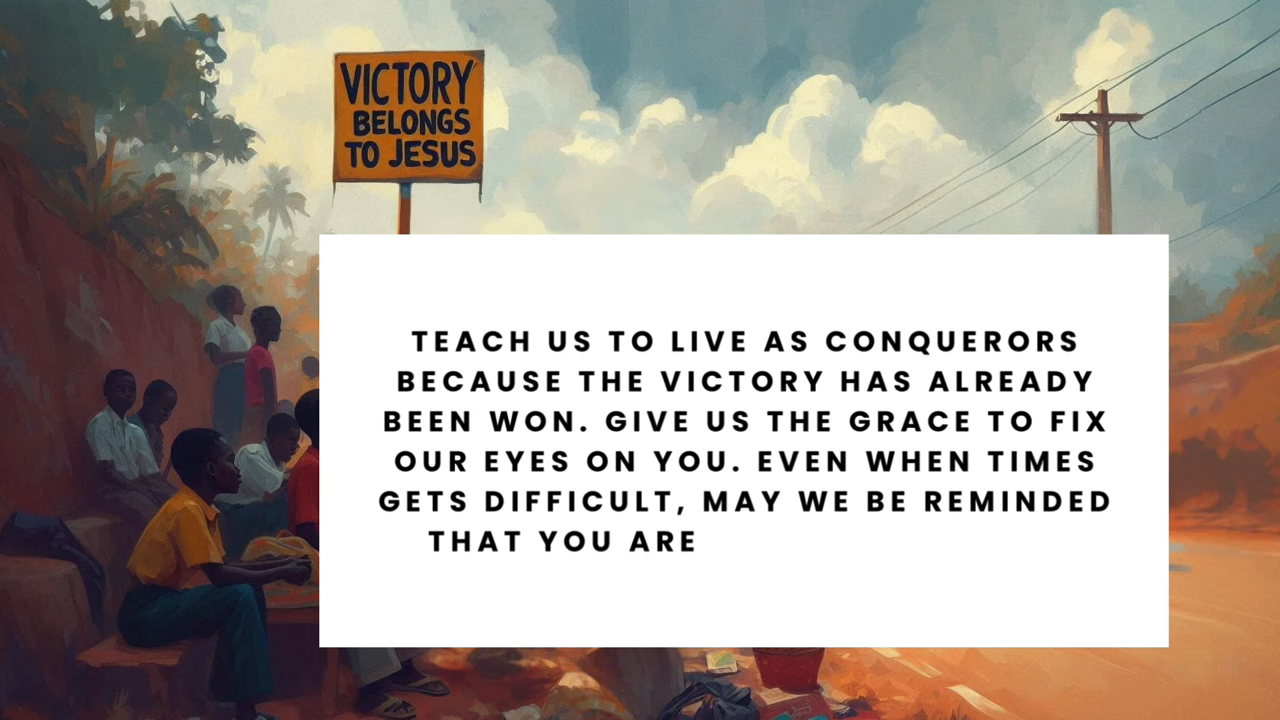 VICTORY
BELONGS
TO JESUS
TEACH US TO LIVE AS CONQUERORS
BECAUSE THE VICTORY HAS ALREADY
BEEN WON. GIVE US THE GRACE TO FIX
OUR EYES ON YOU. EVEN WHEN TIMES
GETS DIFFICULT, MAY WE BE REMINDED
THAT YOU ARE